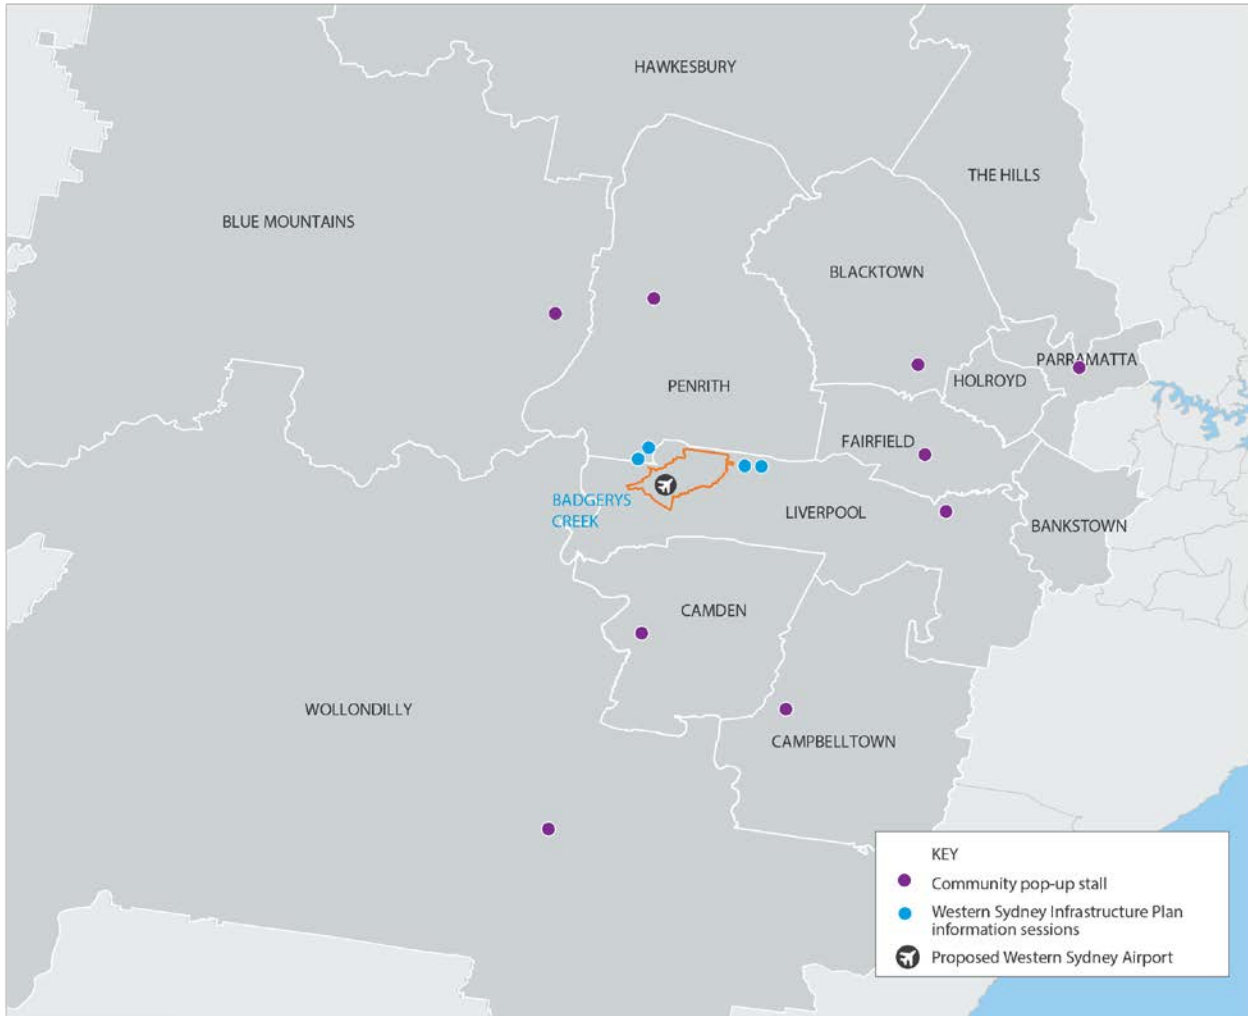 HAWKESBURY
THE HILLS
BLUE MOUNTAINS
BLACKTOWN
PARRAMATTA
HOLROYD
PENRITH
FAIRFIELD
BADGERYS
CREEK
LIVERPOOL
BANKSTOWN
CAMDEN
WOLLONDILLY
CAMPBELLTOWN
KEY
Community pop-up stall
Western Sydney Infrastructure Plan
information sessions
Proposed Western Sydney Airport